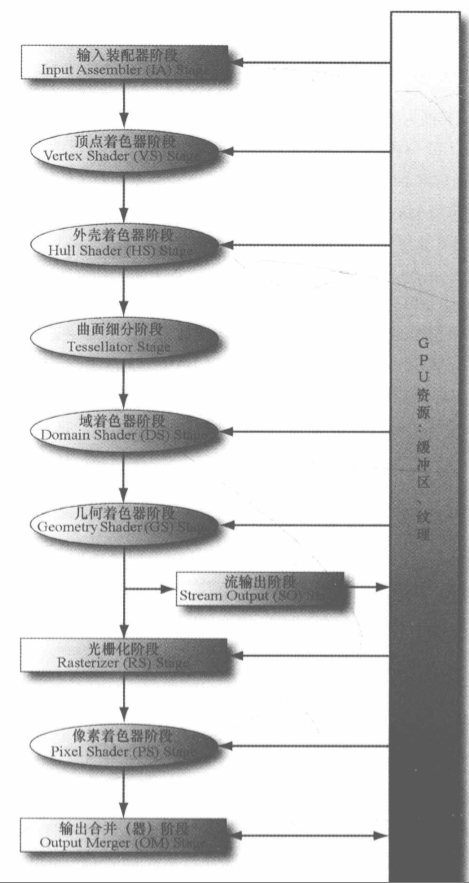 输入装配器阶段
Input Assembler (IA) Stage
顶点着色器阶段
Vertex Shader (VS) Stage
外壳着色器阶段
Hull Shader (HS) Stage
曲面细分阶段
Tessellator Stage
域着色器阶段
Domain Shader (DS) Stage
几何着色器阶段
Geometry Shader (GS) Stage
流输出阶段
Stream Output (SO)
光栅化阶段
Rasterizer (RS) Stage
像素着色器阶段
Pixel Shader (PS) Stage
输出合并（器）阶段
Output Merger (OM) Stage
GPU资源：缓冲区、纹理